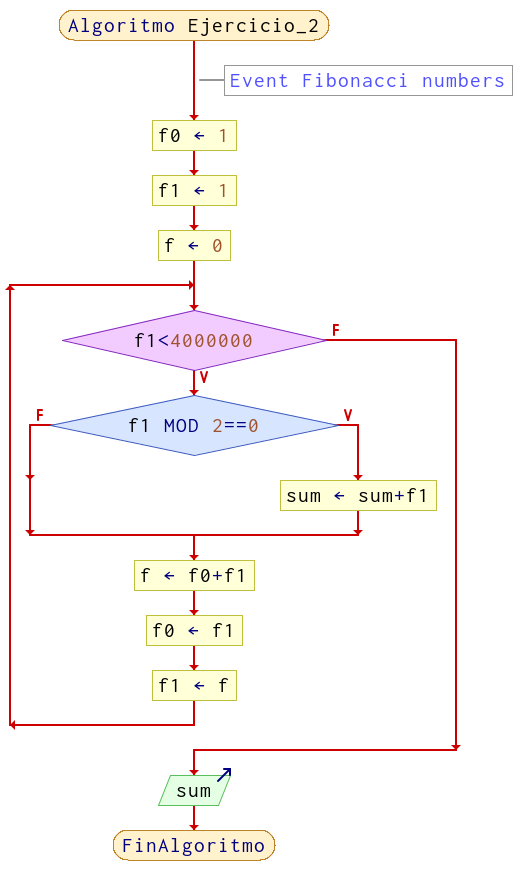 Algoritmo Ejercicio_2
Event Fibonacci numbers
f0 ← 1
f1 ← 1
f ← 0
f1<4000000
F
V
f1 MOD 2==0
F
V
sum ← sum+f1
f ← f0+f1
f0 ← f1
f1 ← f
sum
FinAlgoritmo